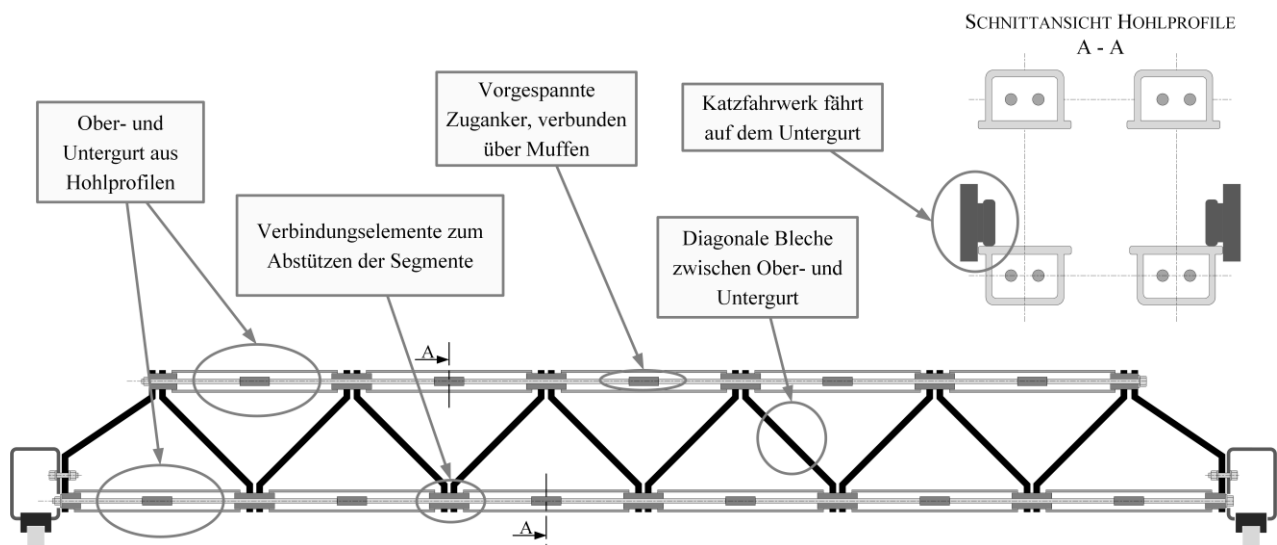 SCHNITTANSICHT HOHLPROFILE
A - A
Ober- und
Untergurt aus
Hohlprofilen
Vorgespannte
Zuganker, verbunden
über Muffen
Katzfahrwerk fährt
auf dem Untergurt
Verbindungselemente zum
Abstützen der Segmente
Diagonale Bleche
zwischen Ober- und
Untergurt
A
A